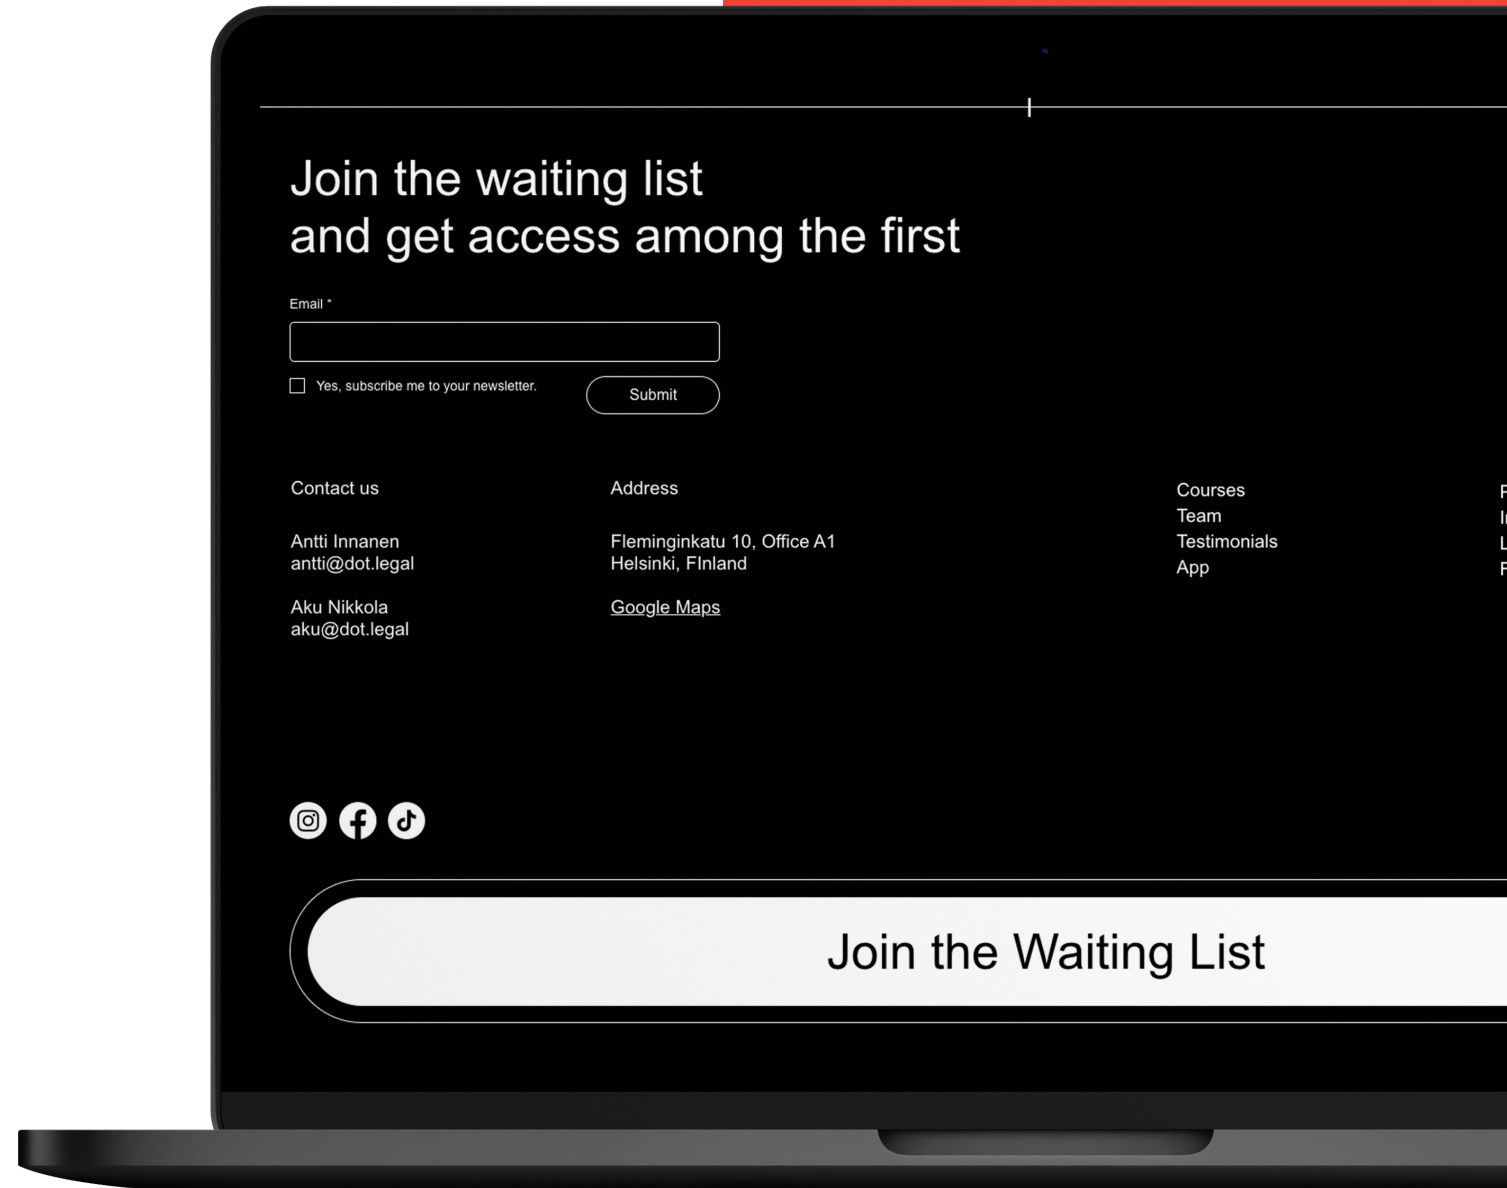 Join the waiting list
and get access among the first
Email *
Yes, subscribe me to your newsletter.
Submit
Contact us
Antti Innanen
antti@dot.legal
Aku Nikkola
aku@dot.legal
Address
Fleminginkatu 10, Office A1
Helsinki, FInland
Google Maps
Courses
Team
Testimonials
App
Join the Waiting List